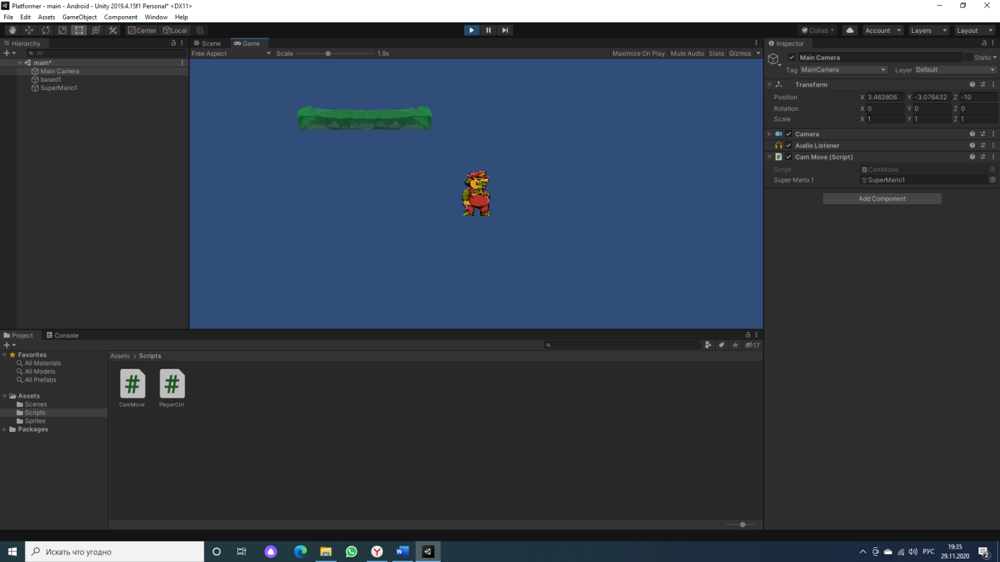 Platformer - main - Android - Unity 2019.4.15f1 Personal* <DX11>
File Edit Assets GameObject Component Window Help
Center Local Collab Account Layers Layout
Hierarchy Scene Game Inspector
All Free Aspect Scale 1.9x Maximize On Play Mute Audio Stats Gizmos Main Camera Static
main*
Main Camera Tag MainCamera Layer Default
based1
SuperMario1 Transform
Position X 3.463806 Y -3.076432 Z -10
Rotation X 0 Y 0 Z 0
Scale X 1 Y 1 Z 1
Camera
Audio Listener
# Cam Move (Script)
Script CamMove
Super Mario 1 SuperMario1
Add Component
Project Console
17
Favorites Assets > Scripts
All Materials
All Models
All Prefabs
# #
Assets
Scenes CamMove PlayerCtrl
Scripts
Sprites
Packages
Искать что угодно РУС 19:35
29.11.2020 2